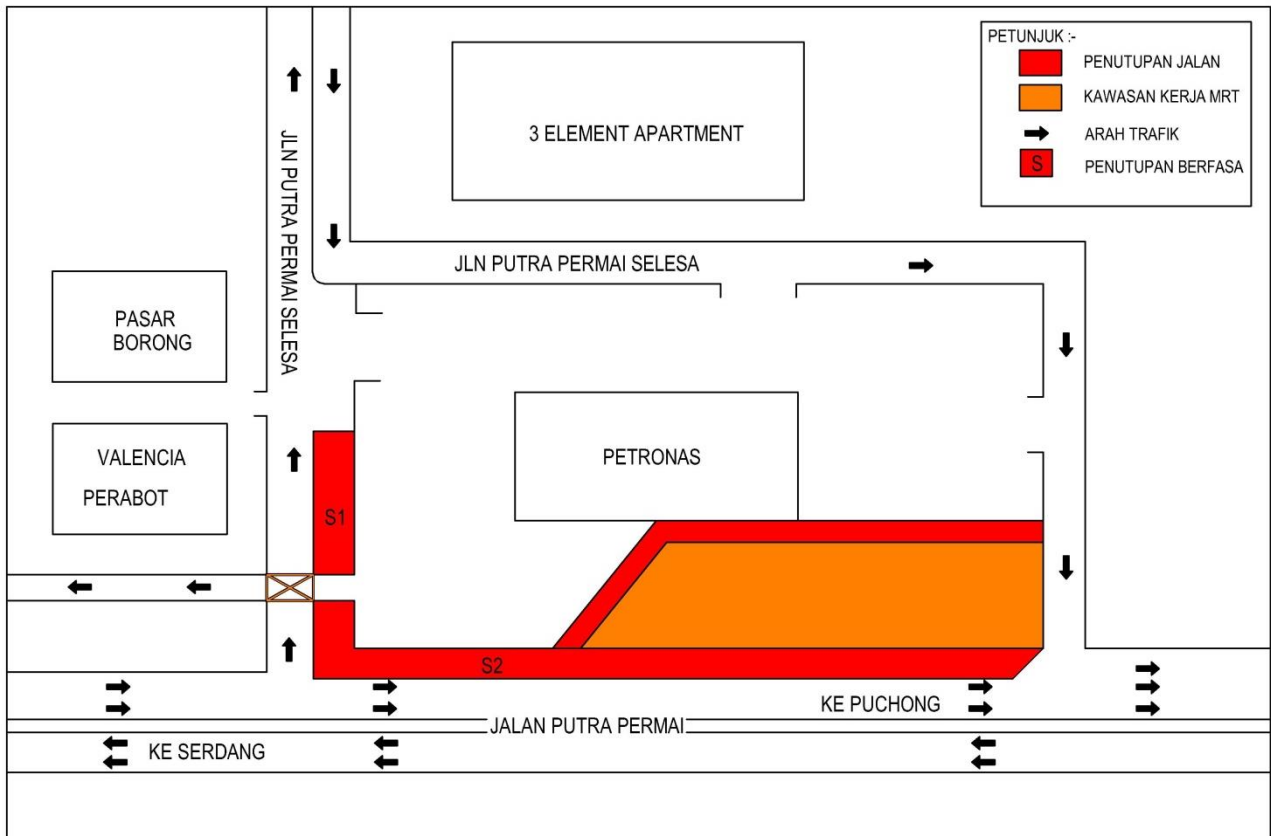 PETUNJUK :-
PENUTUPAN JALAN
KAWASAN KERJA MRT
ARAH TRAFIK
S
PENUTUPAN BERFASA
3 ELEMENT APARTMENT
JLN PUTRA PERMAI SELESA
JLN PUTRA PERMAI SELESA
PASAR
BORONG
VALENCIA
PERABOT
PETRONAS
S1
S2
KE PUCHONG
JALAN PUTRA PERMAI
KE SERDANG